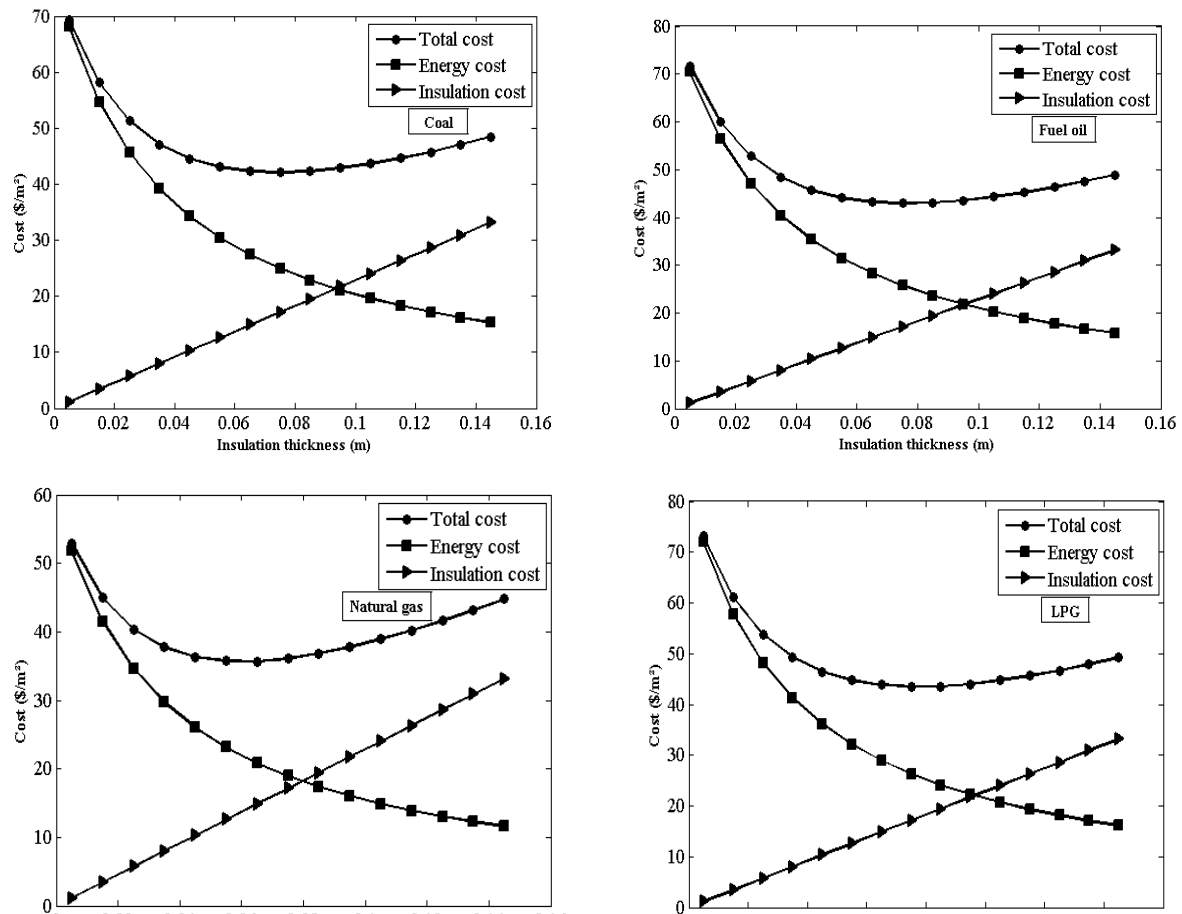 70
60
50
40
30
20
10
0
Cost ($/m²)
Total cost
Energy cost
Insulation cost
Coal
0 0.02 0.04 0.06 0.08 0.1 0.12 0.14 0.16
Insulation thickness (m)
80
70
60
50
40
30
20
10
0
Cost ($/m²)
Total cost
Energy cost
Insulation cost
Fuel oil
0 0.02 0.04 0.06 0.08 0.1 0.12 0.14 0.16
Insulation thickness (m)
60
50
40
30
20
10
0
Cost ($/m²)
Total cost
Energy cost
Insulation cost
Natural gas
80
70
60
50
40
30
20
10
0
Cost ($/m²)
Total cost
Energy cost
Insulation cost
LPG